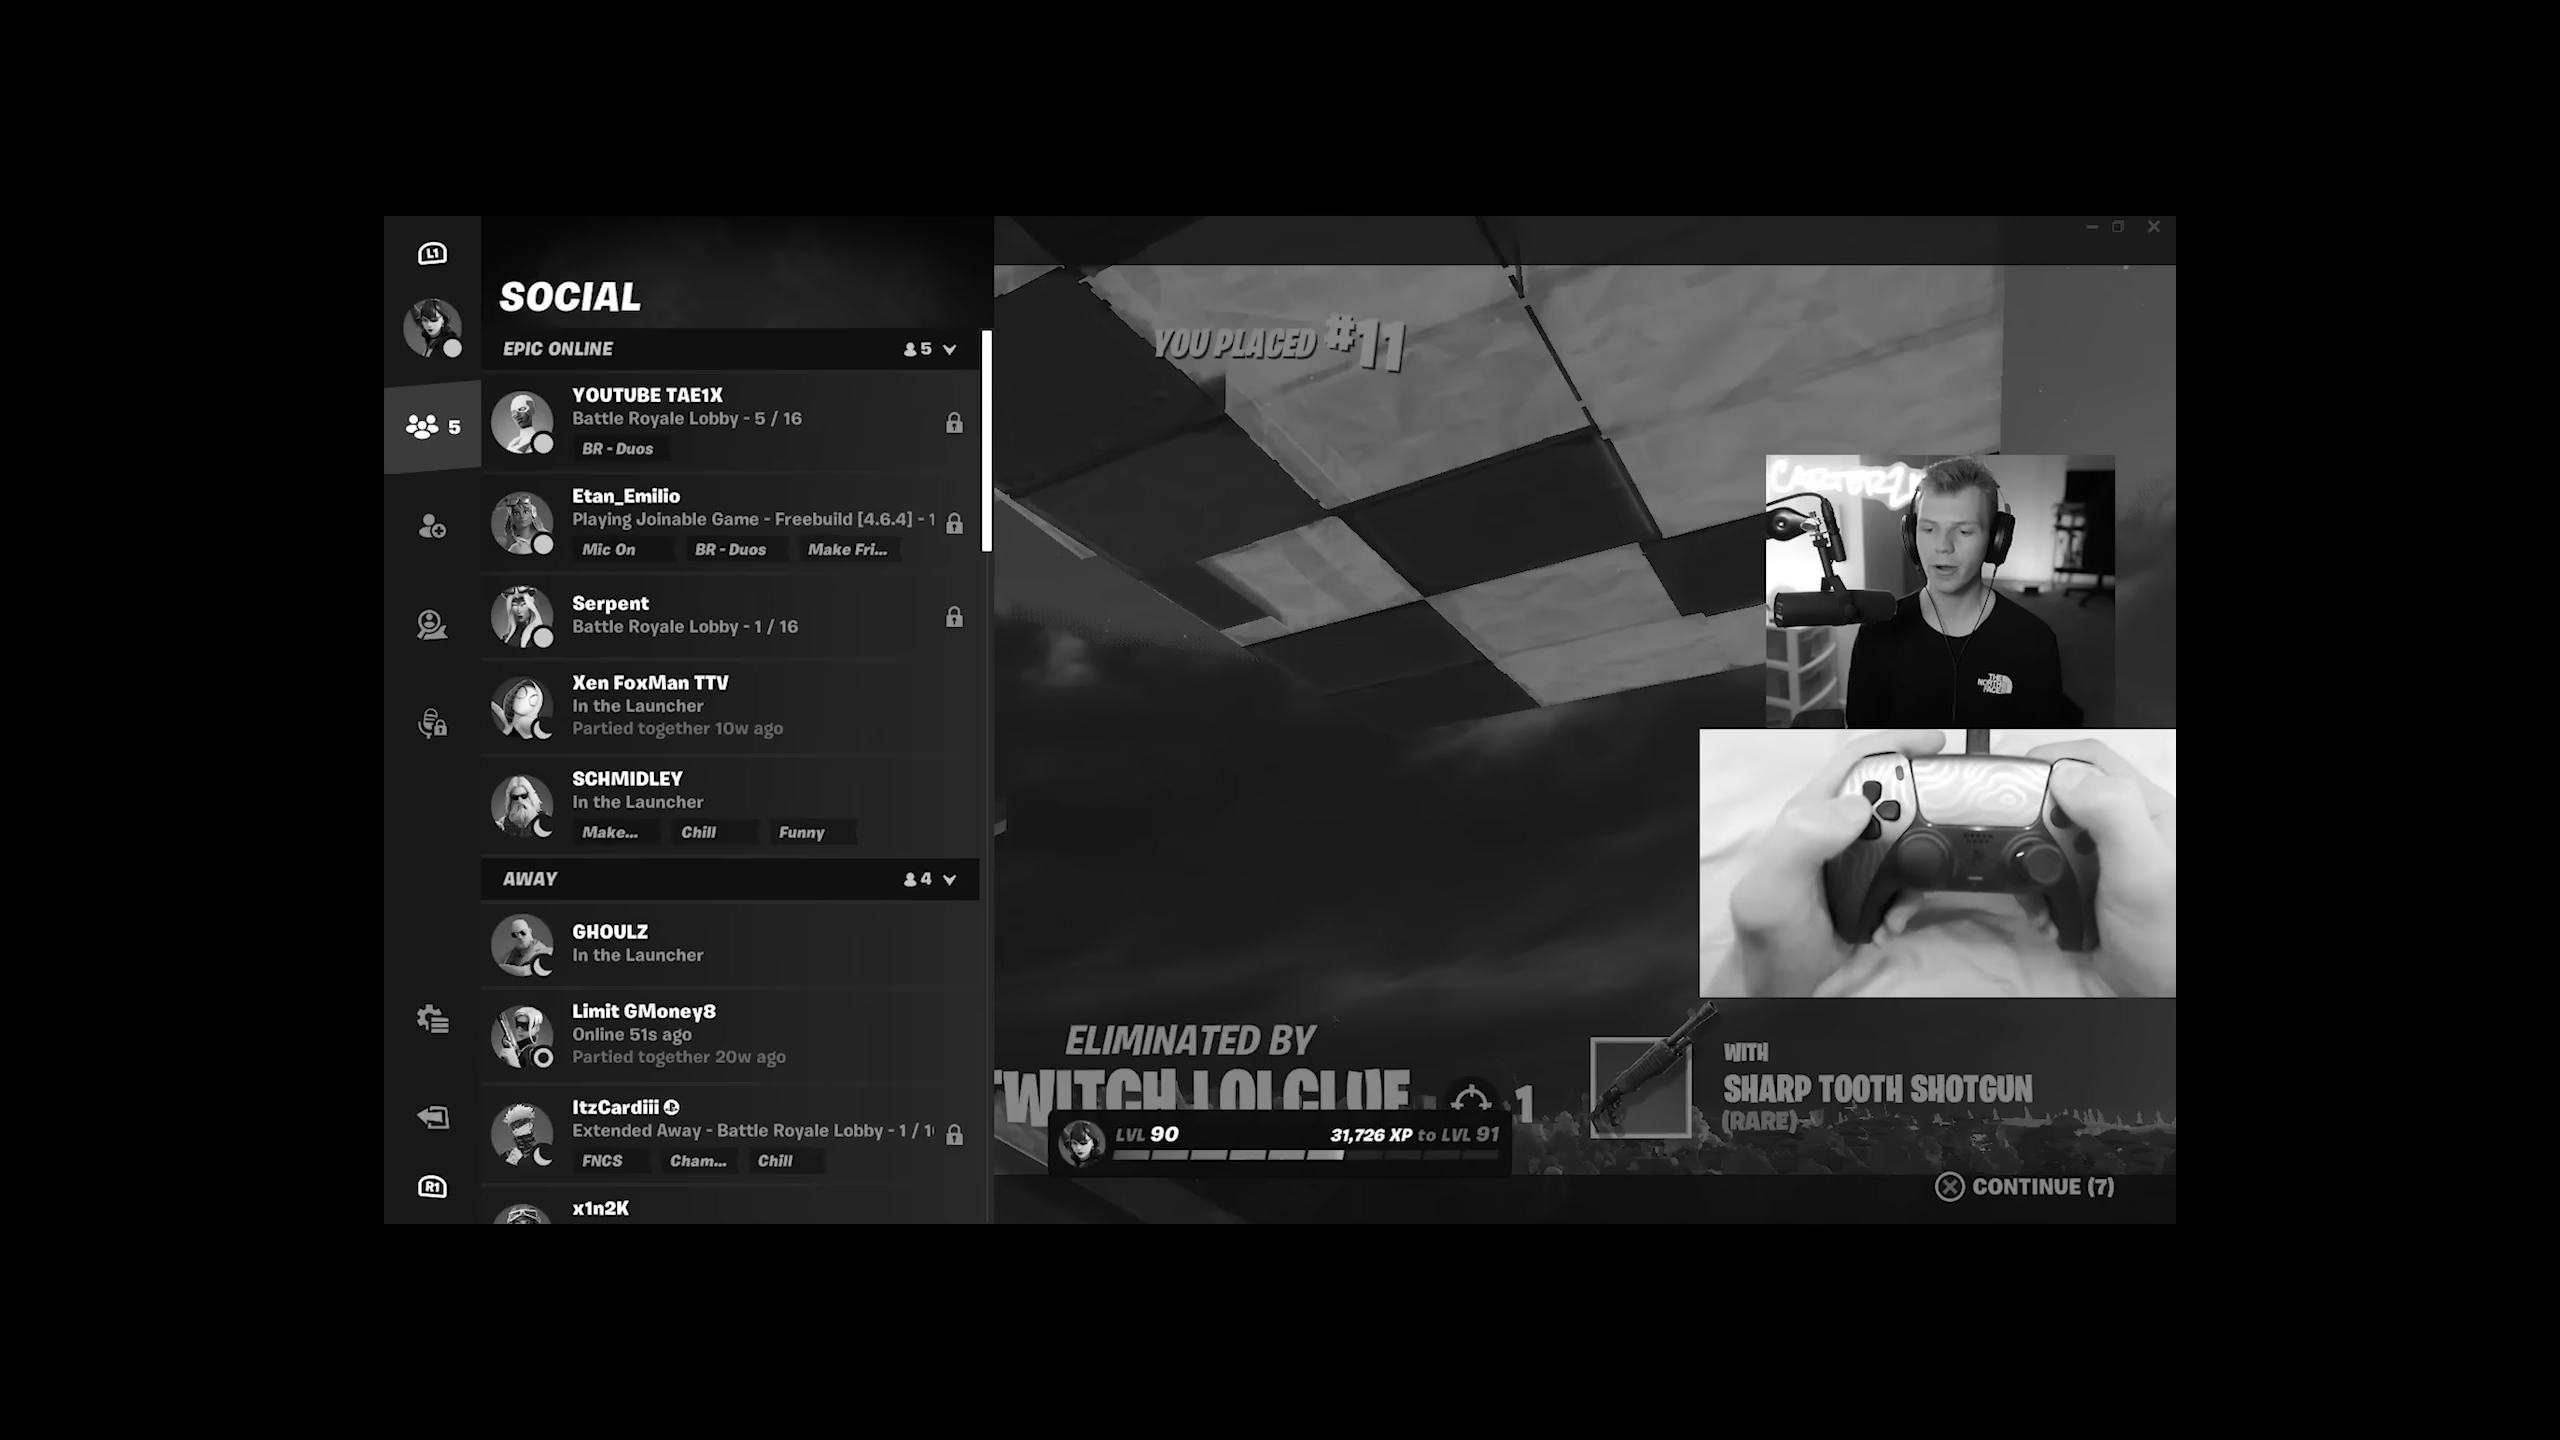 L1
SOCIAL
EPIC ONLINE 5
5
YOUTUBE TAE1X
Battle Royale Lobby - 5 / 16
BR - Duos
Etan_Emilio
Playing Joinable Game - Freebuild [4.6.4] - 1
Mic On BR - Duos Make Fri...
Serpent
Battle Royale Lobby - 1 / 16
Xen FoxMan TTV
In the Launcher
Partied together 10w ago
SCHMIDLEY
In the Launcher
Make... Chill Funny
AWAY 4
GHOULZ
In the Launcher
Limit GMoney8
Online 51s ago
Partied together 20w ago
ItzCardiii
Extended Away - Battle Royale Lobby - 1 / 1
FNCS Cham... Chill
R1
x1n2K
YOU PLACED #11
THE
NORTH
FACE
ELIMINATED BY
1
LVL 90 31,726 XP to LVL 91
WITH
SHARP TOOTH SHOTGUN
(RARE)
CONTINUE (7)